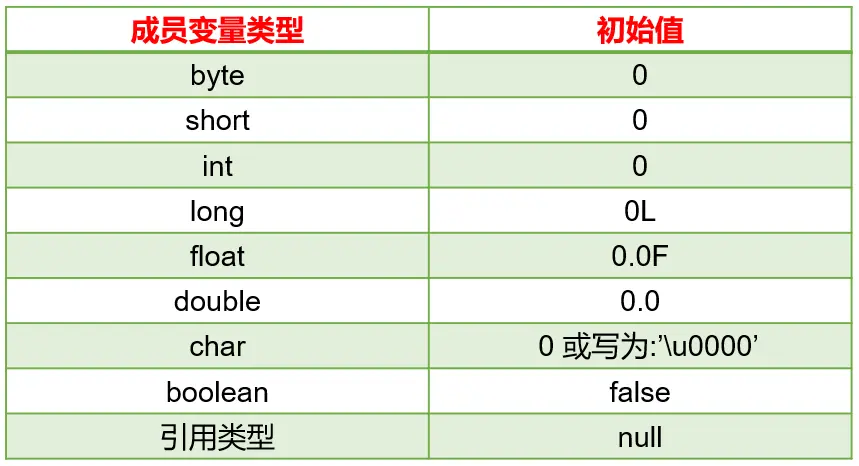 成员变量类型 初始值
byte 0
short 0
int 0
long 0L
float 0.0F
double 0.0
char 0 或写为:’\u0000’
boolean false
引用类型 null